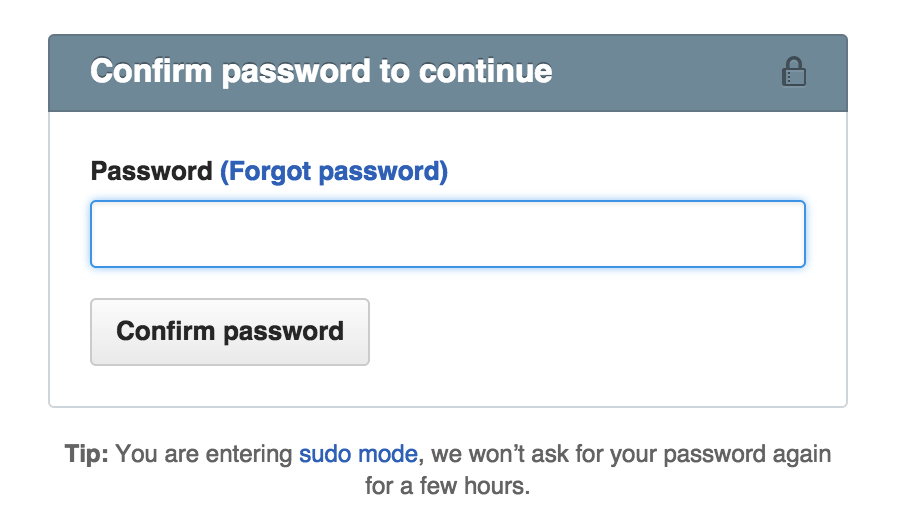 Confirm password to continue
Password (Forgot password)
Confirm password
Tip: You are entering sudo mode, we won’t ask for your password again
for a few hours.